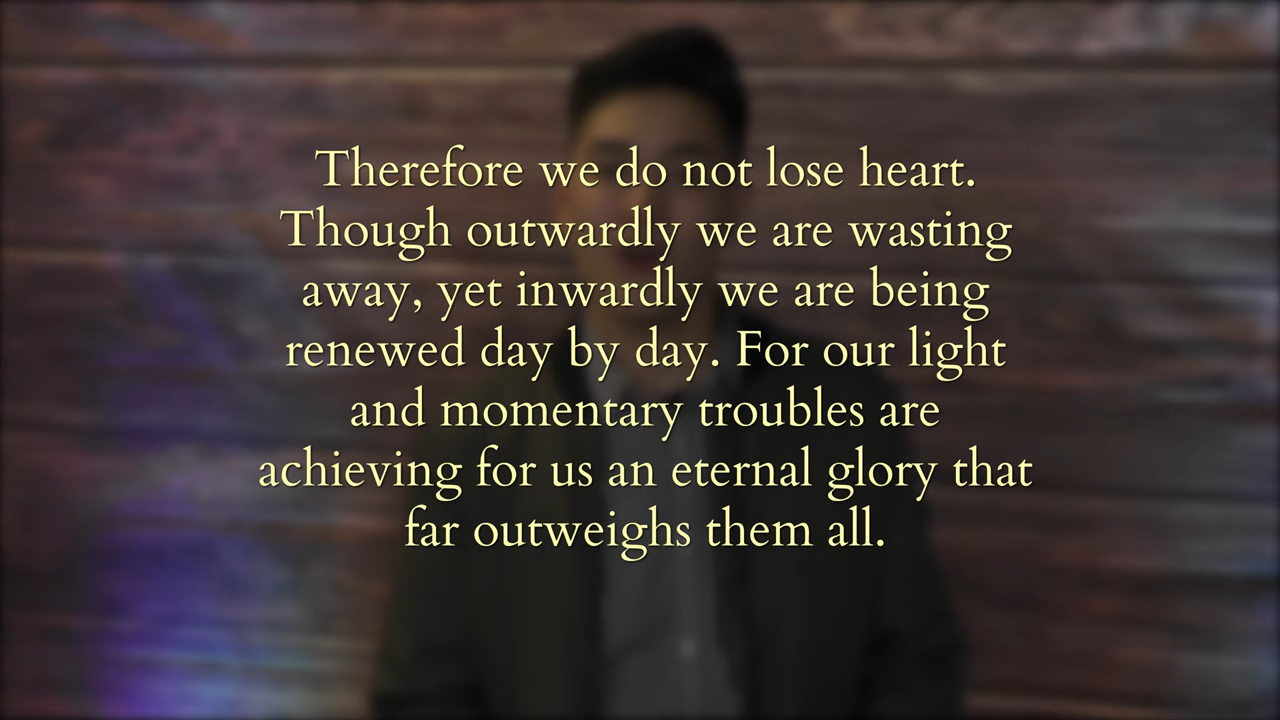 Therefore we do not lose heart.
Though outwardly we are wasting
away, yet inwardly we are being
renewed day by day. For our light
and momentary troubles are
achieving for us an eternal glory that
far outweighs them all.